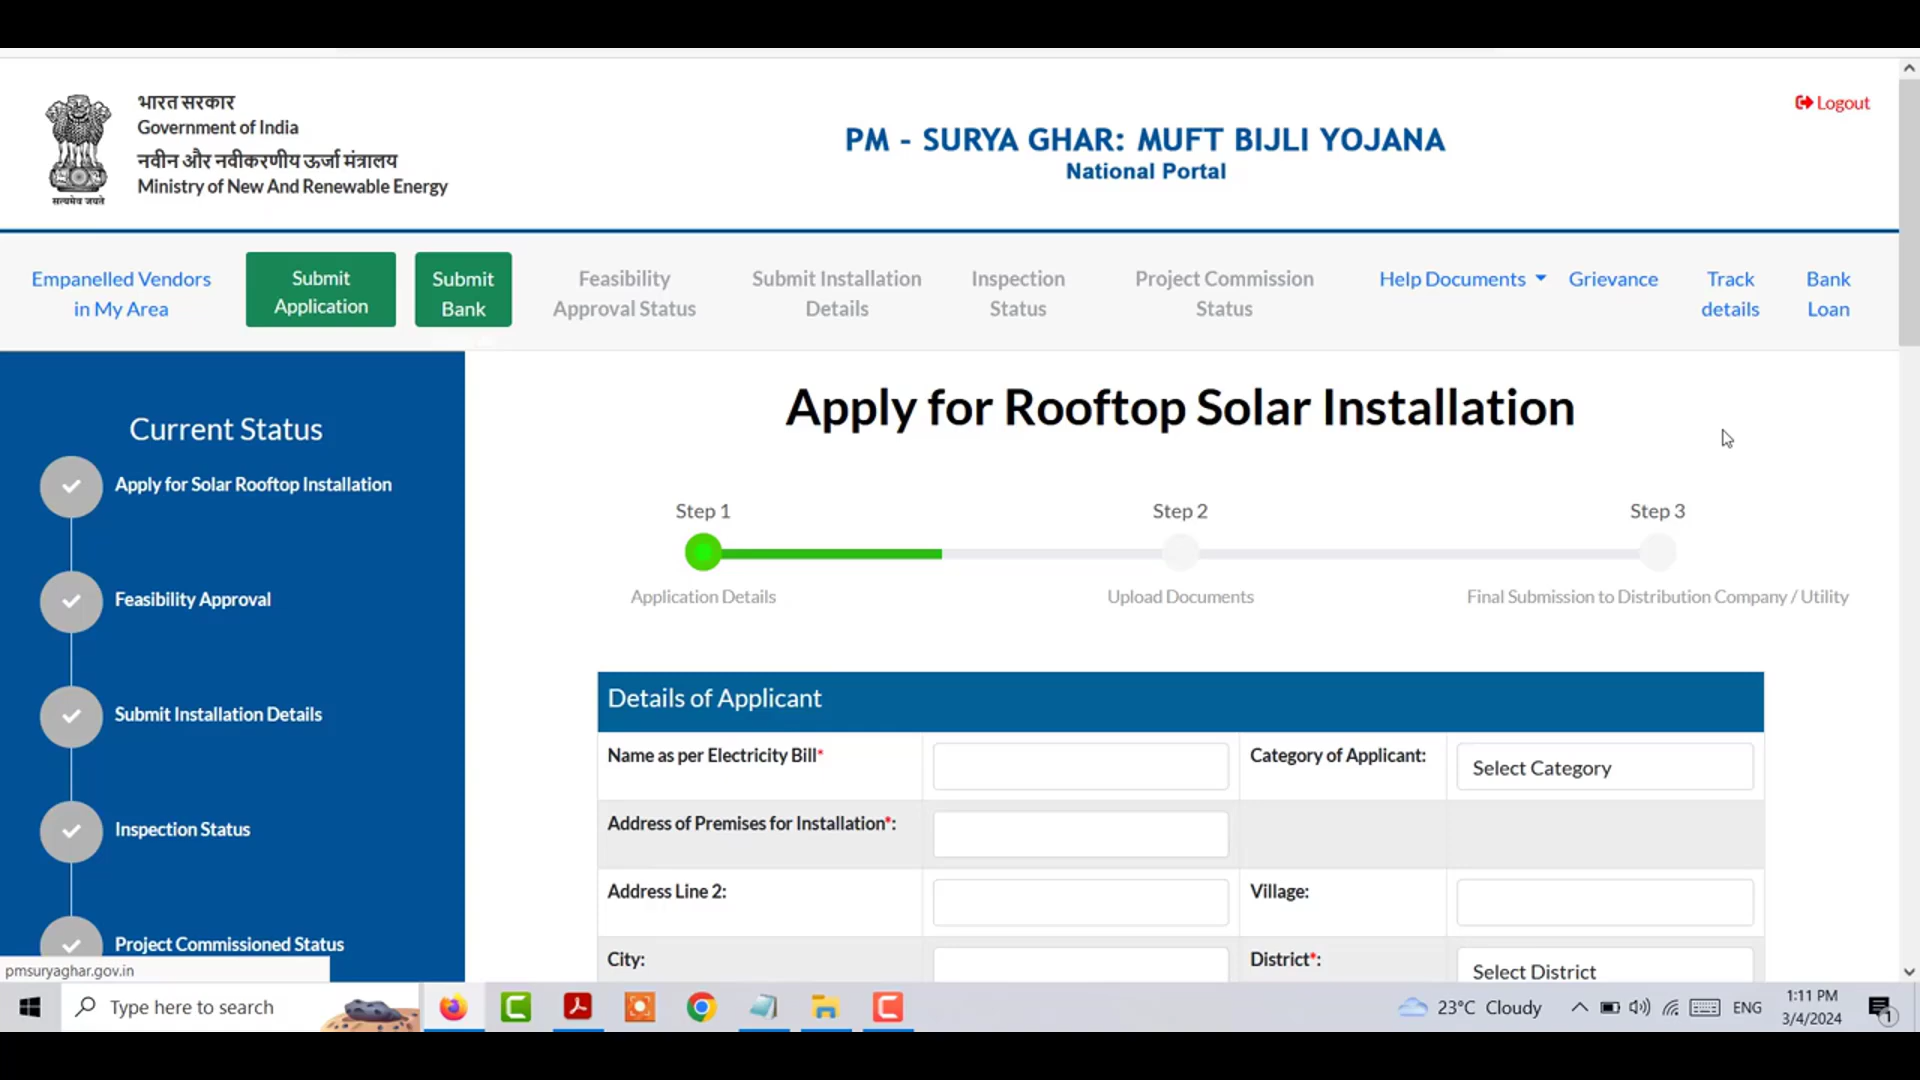 भारत सरकार
Government of India
नवीन और नवीकरणीय ऊर्जा मंत्रालय
Ministry of New And Renewable Energy
सत्यमेव जयते
PM - SURYA GHAR: MUFT BIJLI YOJANA
National Portal
Logout
Empanelled Vendors
in My Area
Submit
Application
Submit
Bank
Feasibility
Approval Status
Submit Installation
Details
Inspection
Status
Project Commission
Status
Help Documents
Grievance
Track
details
Bank
Loan
Current Status
Apply for Solar Rooftop Installation
Feasibility Approval
Submit Installation Details
Inspection Status
Project Commissioned Status
Apply for Rooftop Solar Installation
Step 1
Step 2
Step 3
Application Details
Upload Documents
Final Submission to Distribution Company / Utility
Details of Applicant
Name as per Electricity Bill*
Category of Applicant:
Select Category
Address of Premises for Installation*:
Address Line 2:
Village:
City:
District*:
Select District
pmsuryaghar.gov.in
Type here to search
23°C Cloudy
ENG
1:11 PM
3/4/2024
1